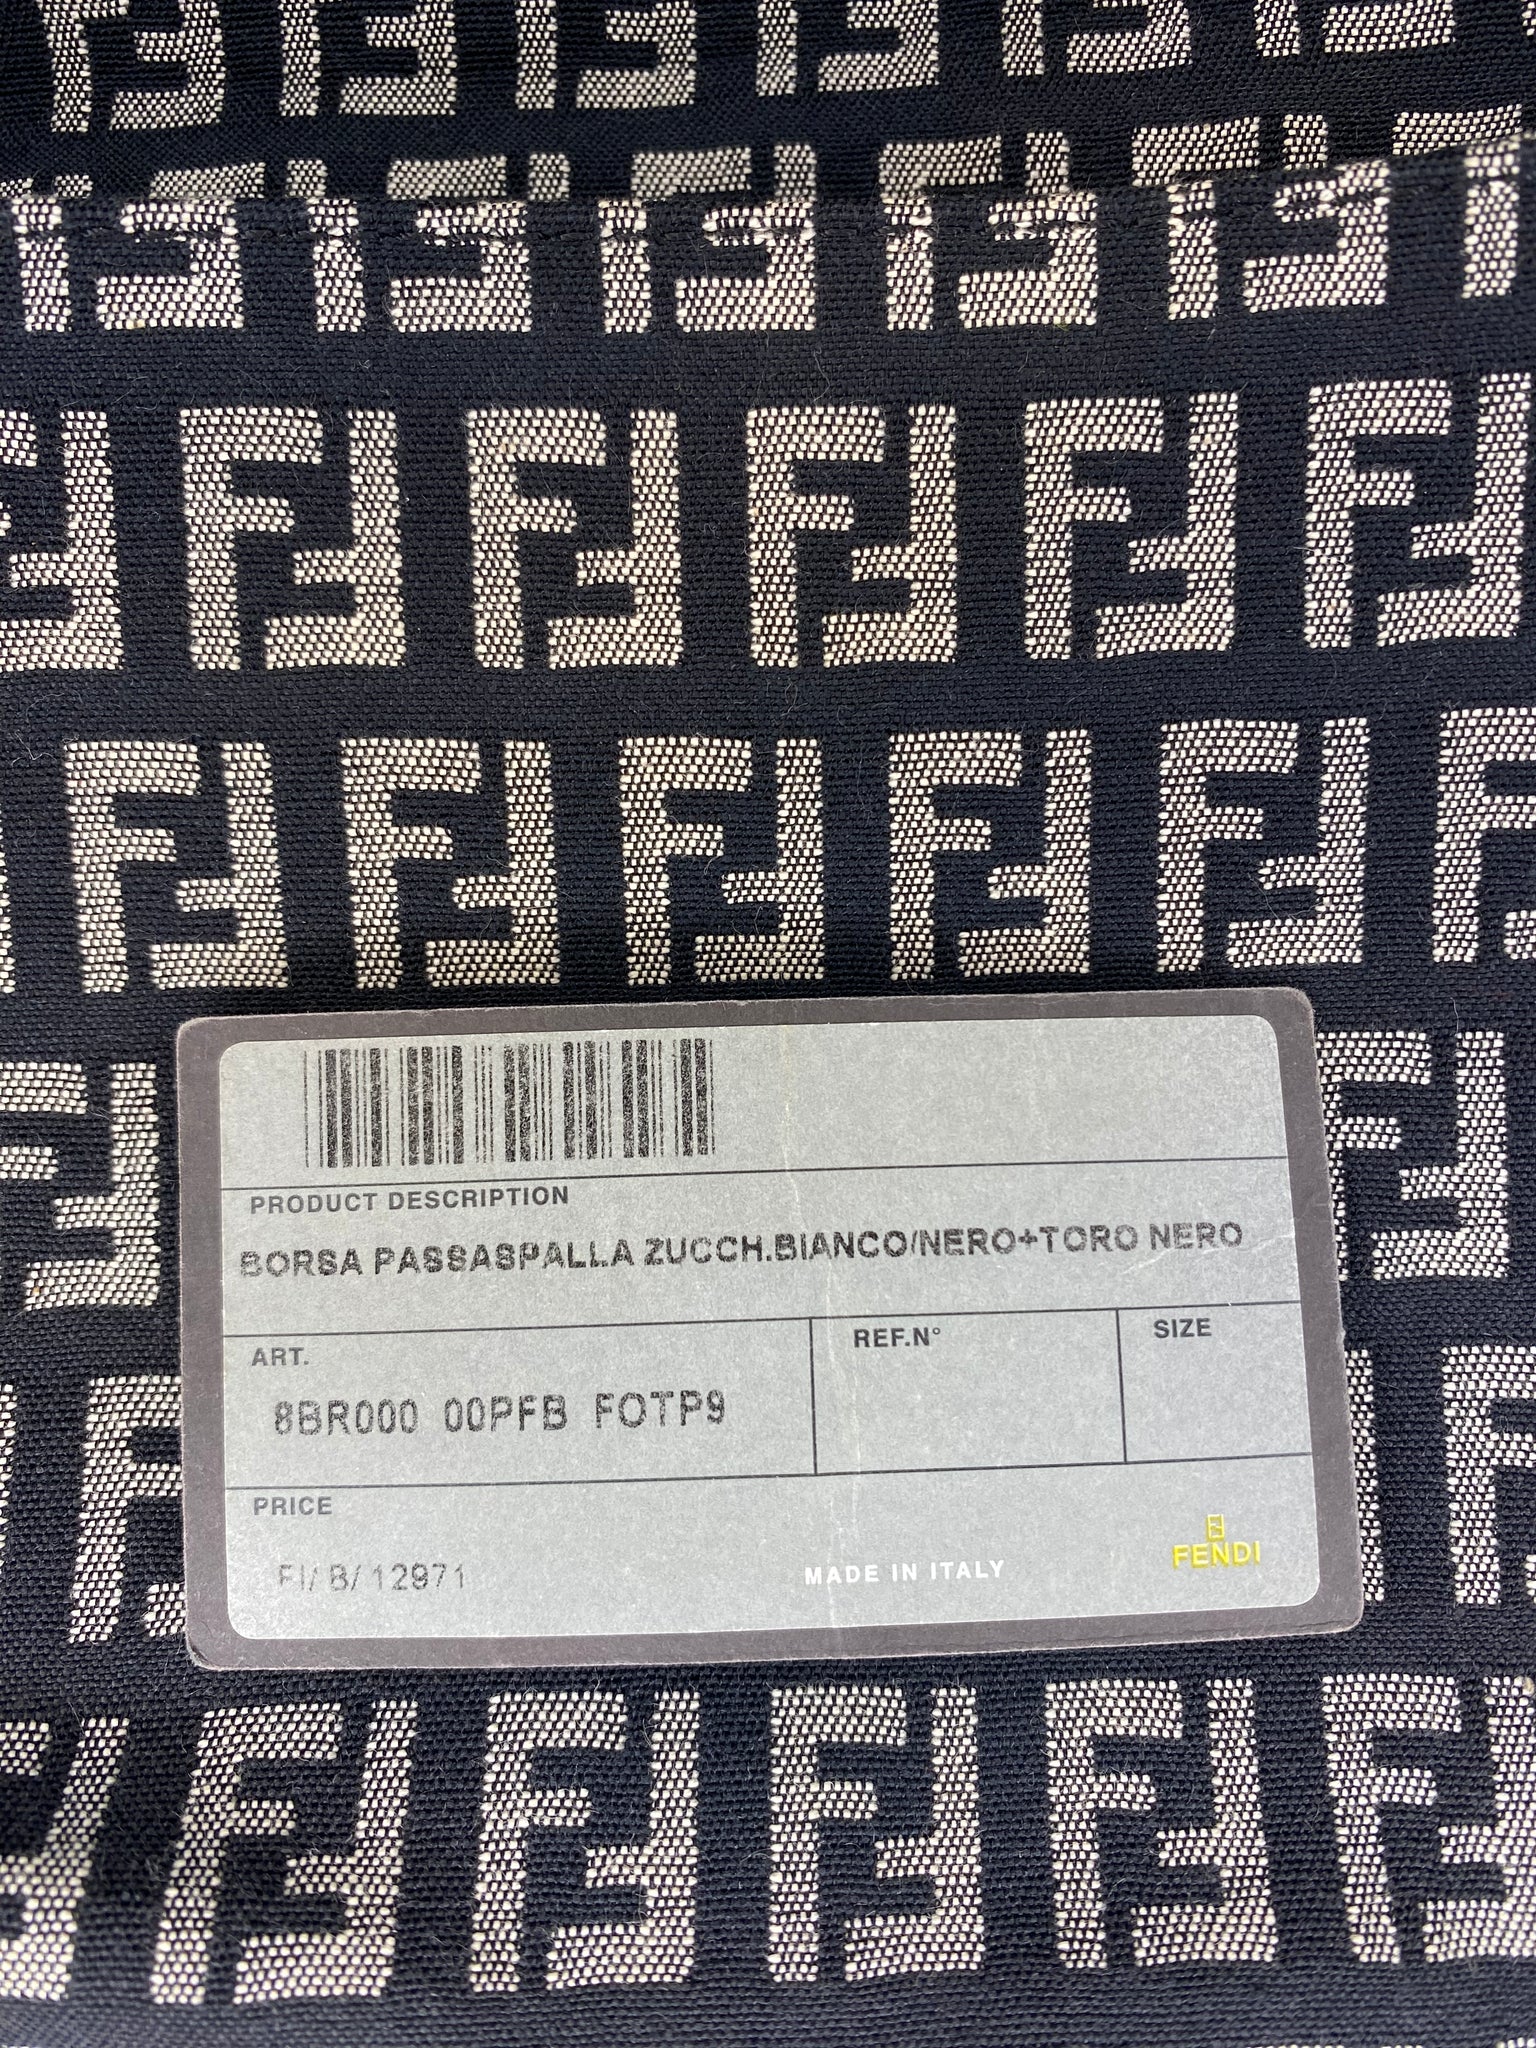 PRODUCT DESCRIPTION
BORSA PASSASPALLA ZUCCH.BIANCO/NERO+TORO NERO
ART.
REF.N°
SIZE
8BR000 00PFB F0TP9
PRICE
FI/ B/ 12971
MADE IN ITALY
FENDI